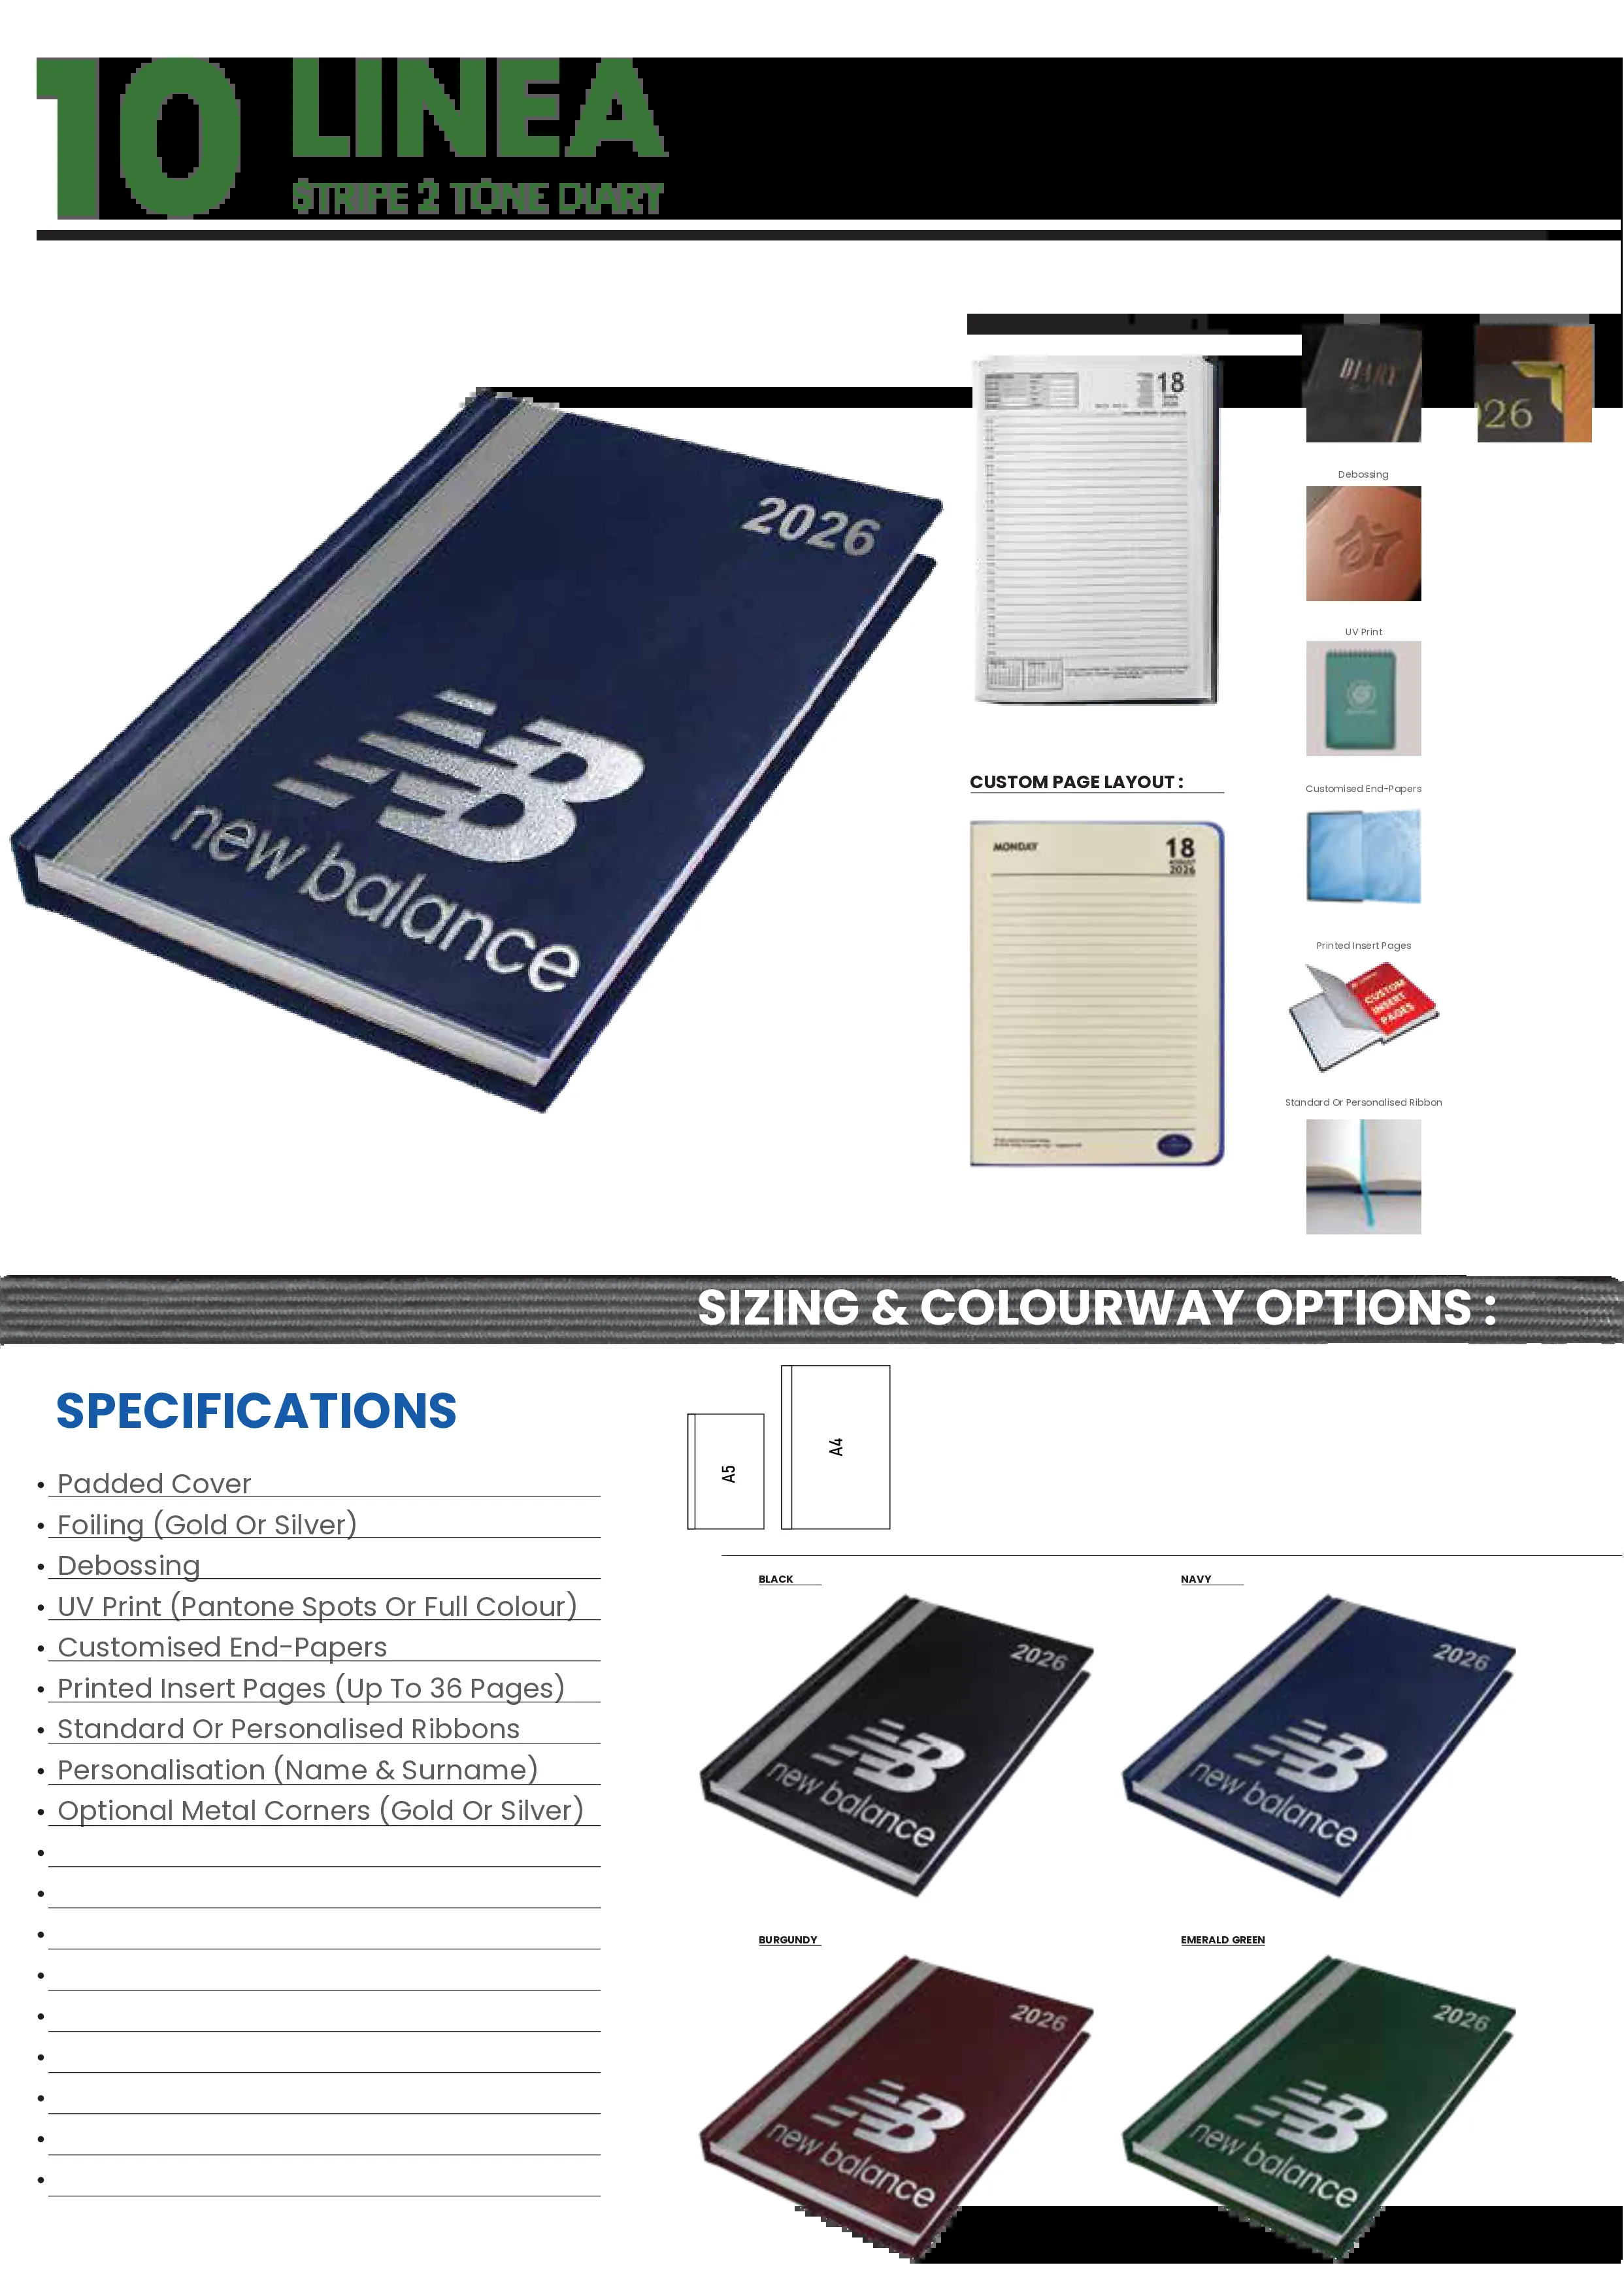 10 LINEA
STRIPE 2 TONE DIARY
2026
new balance
18
CUSTOM PAGE LAYOUT :
MONDAY
18
AUGUST
2026
DIARY
026
Debossing
UV Print
Customised End-Papers
Printed Insert Pages
CUSTOM
INSERT
PAGES
Standard Or Personalised Ribbon
SIZING & COLOURWAY OPTIONS :
SPECIFICATIONS
• Padded Cover
• Foiling (Gold Or Silver)
• Debossing
• UV Print (Pantone Spots Or Full Colour)
• Customised End-Papers
• Printed Insert Pages (Up To 36 Pages)
• Standard Or Personalised Ribbons
• Personalisation (Name & Surname)
• Optional Metal Corners (Gold Or Silver)
A5
A4
BLACK
2026
new balance
NAVY
2026
new balance
BURGUNDY
2026
new balance
EMERALD GREEN
2026
new balance